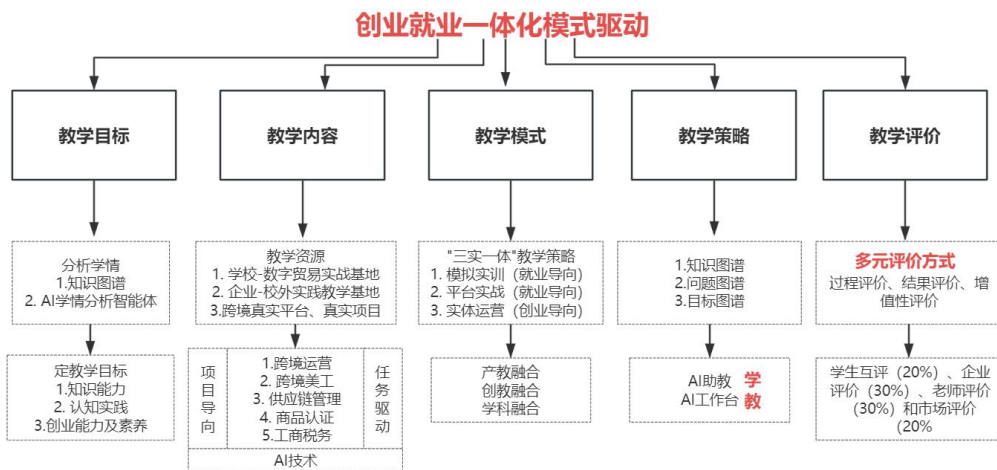 创业就业一体化模式驱动
教学目标
教学内容
教学模式
教学策略
教学评价
分析学情
1.知识图谱
2. AI学情分析智能体
教学资源
1. 学校-数字贸易实战基地
2. 企业-校外实践教学基地
3.跨境真实平台、真实项目
"三实一体"教学策略
1. 模拟实训（就业导向）
2. 平台实战（就业导向）
3. 实体运营（创业导向）
1.知识图谱
2.问题图谱
3.目标图谱
多元评价方式
过程评价、结果评价、增
值性评价
定教学目标
1.知识能力
2. 认知实践
3.创业能力及素养
项目导向
1.跨境运营
2. 跨境美工
3. 供应链管理
4. 商品认证
5.工商税务
任务驱动
AI技术
产教融合
创教融合
学科融合
AI助教 学
AI工作台 教
学生互评（20%）、企业
评价（30%）、老师评价
（30%）和市场评价
（20%